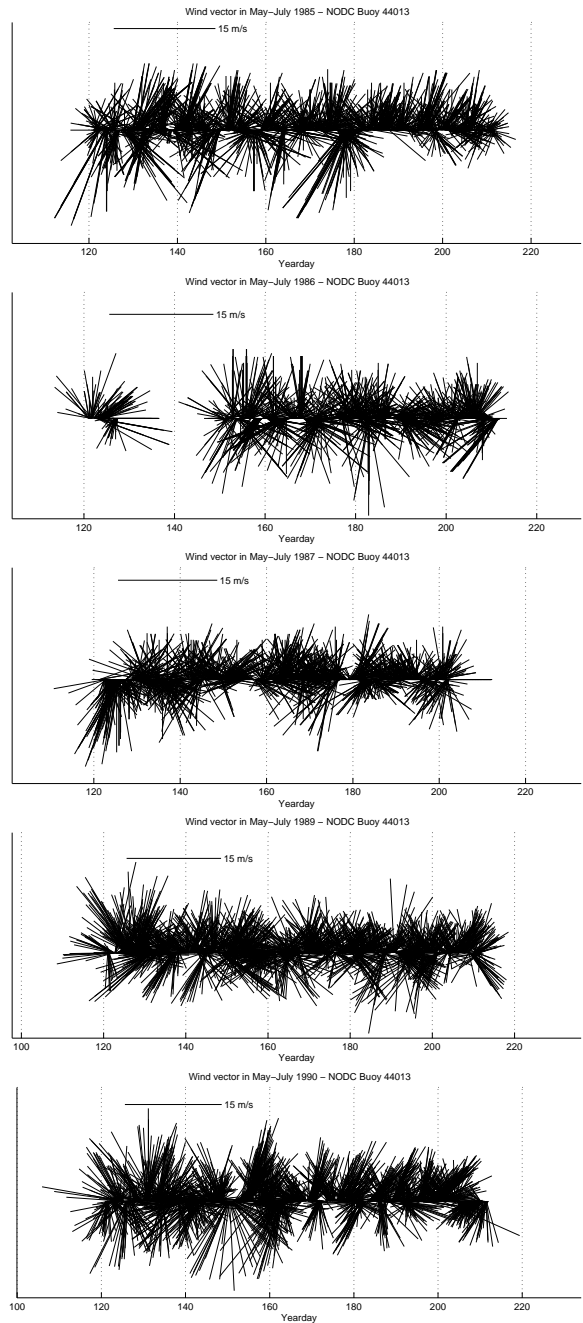 Wind vector in May–July 1985 – NODC Buoy 44013
15 m/s
120 140 160 180 200 220
Yearday
Wind vector in May–July 1986 – NODC Buoy 44013
15 m/s
120 140 160 180 200 220
Yearday
Wind vector in May–July 1987 – NODC Buoy 44013
15 m/s
120 140 160 180 200 220
Yearday
Wind vector in May–July 1989 – NODC Buoy 44013
15 m/s
100 120 140 160 180 200 220
Yearday
Wind vector in May–July 1990 – NODC Buoy 44013
15 m/s
100 120 140 160 180 200 220
Yearday